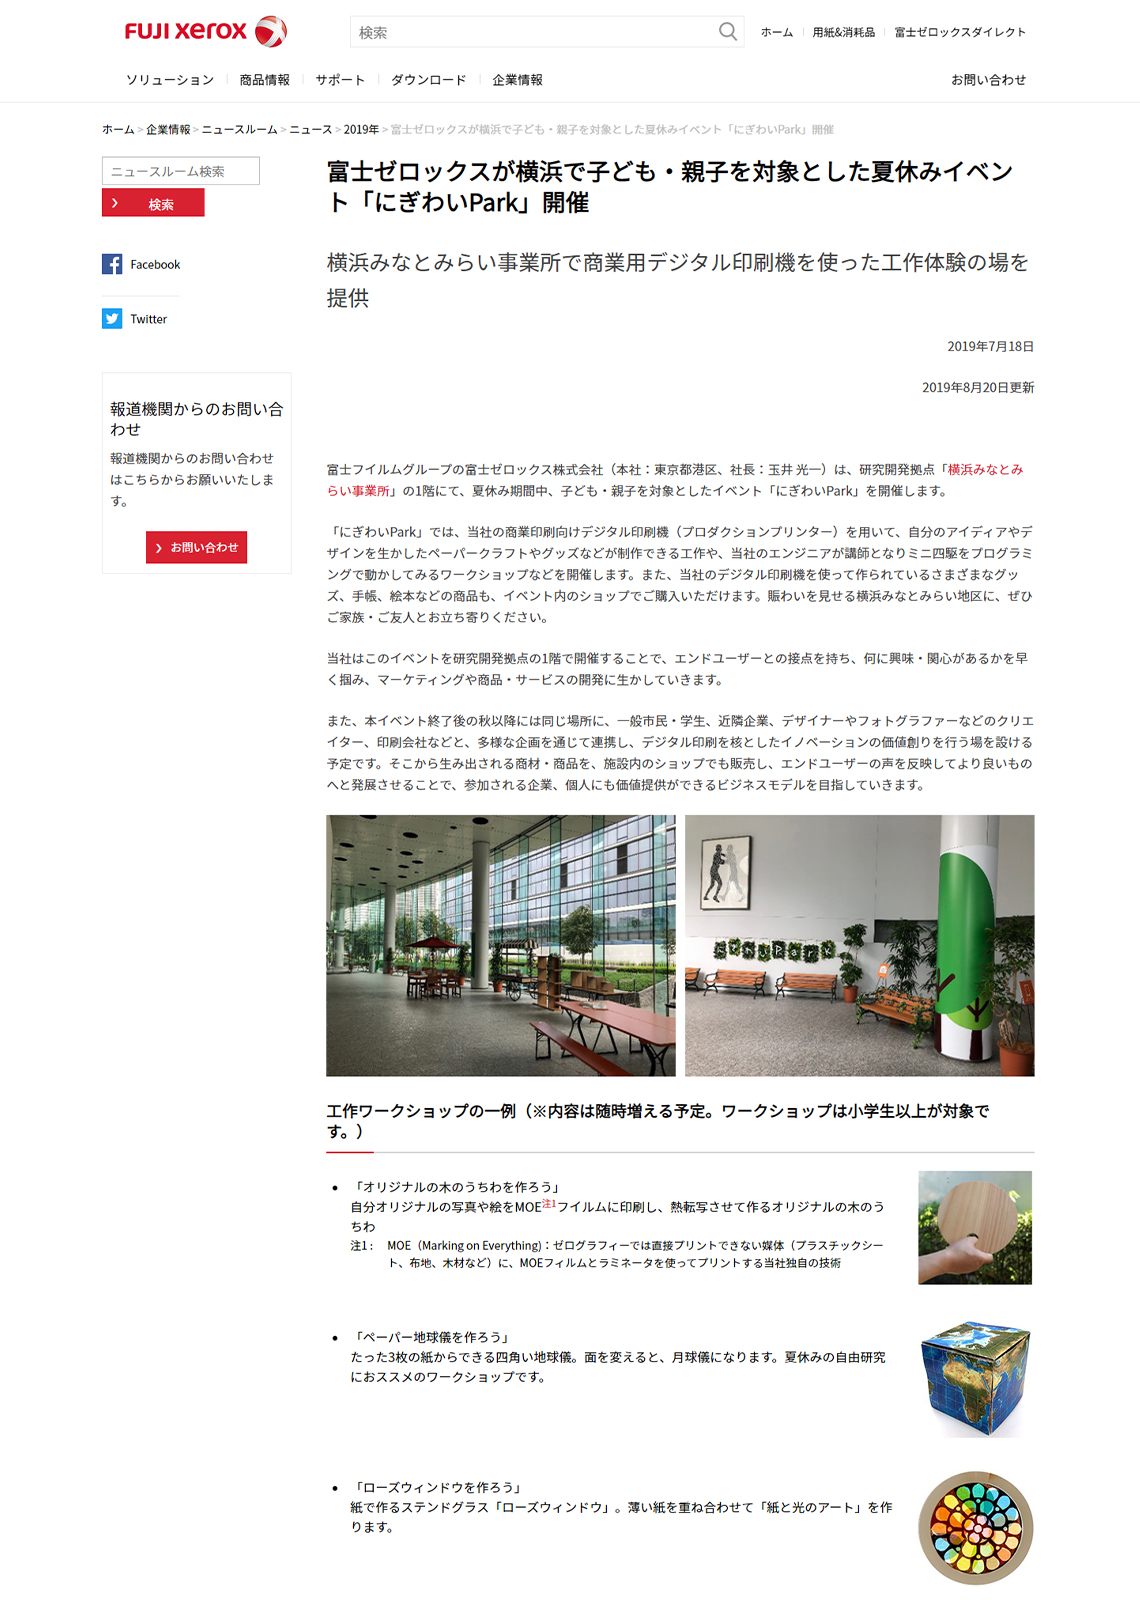 FUJI xerox
検索
ホーム
用紙&消耗品
富士ゼロックスダイレクト
ソリューション
商品情報
サポート
ダウンロード
企業情報
お問い合わせ
ホーム > 企業情報 > ニュースルーム > ニュース > 2019年 > 富士ゼロックスが横浜で子ども・親子を対象とした夏休みイベント「にぎわいPark」開催
ニュースルーム検索
検索
Facebook
Twitter
報道機関からのお問い合
わせ
報道機関からのお問い合わせ
はこちらからお願いいたしま
す。
お問い合わせ
富士ゼロックスが横浜で子ども・親子を対象とした夏休みイベン
ト「にぎわいPark」開催
横浜みなとみらい事業所で商業用デジタル印刷機を使った工作体験の場を
提供
2019年7月18日
2019年8月20日更新
富士フイルムグループの富士ゼロックス株式会社（本社：東京都港区、社長：玉井 光一）は、研究開発拠点「横浜みなとみ
らい事業所」の1階にて、夏休み期間中、子ども・親子を対象としたイベント「にぎわいPark」を開催します。
「にぎわいPark」では、当社の商業印刷向けデジタル印刷機（プロダクションプリンター）を用いて、自分のアイディアやデ
ザインを生かしたペーパークラフトやグッズなどが制作できる工作や、当社のエンジニアが講師となりミニ四駆をプログラミ
ングで動かしてみるワークショップなどを開催します。また、当社のデジタル印刷機を使って作られているさまざまなグッ
ズ、手帳、絵本などの商品も、イベント内のショップでご購入いただけます。賑わいを見せる横浜みなとみらい地区に、ぜひ
ご家族・ご友人とお立ち寄りください。
当社はこのイベントを研究開発拠点の1階で開催することで、エンドユーザーとの接点を持ち、何に興味・関心があるかを早
く掴み、マーケティングや商品・サービスの開発に生かしていきます。
また、本イベント終了後の秋以降には同じ場所に、一般市民・学生、近隣企業、デザイナーやフォトグラファーなどのクリエ
イター、印刷会社などと、多様な企画を通じて連携し、デジタル印刷を核としたイノベーションの価値創りを行う場を設ける
予定です。そこから生み出される商材・商品を、施設内のショップでも販売し、エンドユーザーの声を反映してより良いもの
へと発展させることで、参加される企業、個人にも価値提供ができるビジネスモデルを目指していきます。
工作ワークショップの一例（※内容は随時増える予定。ワークショップは小学生以上が対象で
す。）
「オリジナルの木のうちわを作ろう」
自分オリジナルの写真や絵をMOE注1フイルムに印刷し、熱転写させて作るオリジナルの木のう
ちわ
注1： MOE（Marking on Everything)：ゼログラフィーでは直接プリントできない媒体（プラスチックシー
ト、布地、木材など）に、MOEフィルムとラミネータを使ってプリントする当社独自の技術
「ペーパー地球儀を作ろう」
たった3枚の紙からできる四角い地球儀。面を変えると、月球儀になります。夏休みの自由研究
におススメのワークショップです。
「ローズウィンドウを作ろう」
紙で作るステンドグラス「ローズウィンドウ」。薄い紙を重ね合わせて「紙と光のアート」を作
ります。